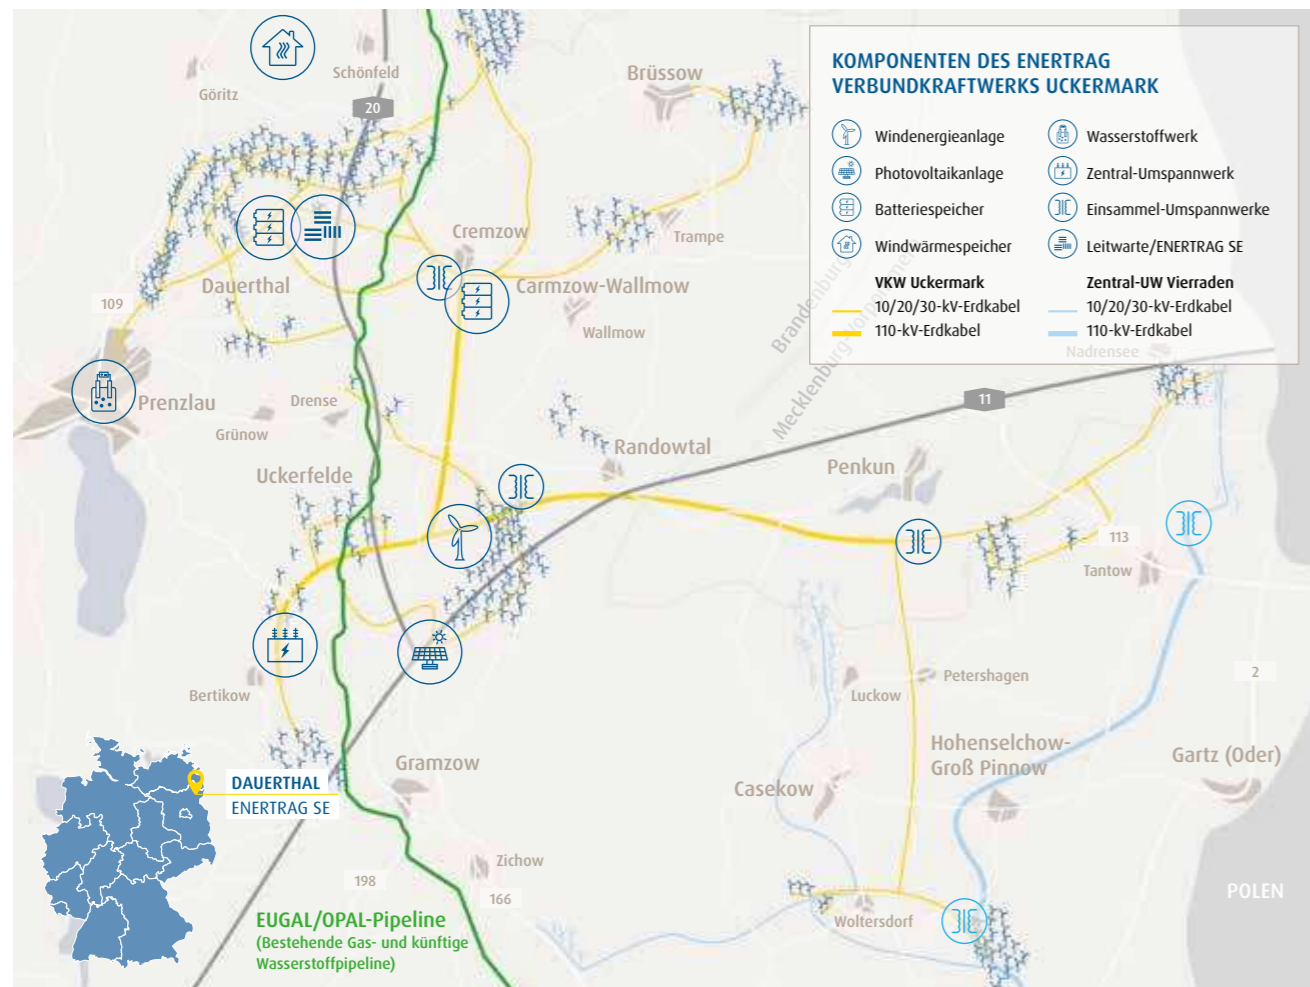 KOMPONENTEN DES ENERTRAG
VERBUNDKRAFTWERKS UCKERMARK
Windenergieanlage
Photovoltaikanlage
Batteriespeicher
Windwärmespeicher
Wasserstoffwerk
Zentral-Umspannwerk
Einsammel-Umspannwerke
Leitwarte/ENERTRAG SE
VKW Uckermark
10/20/30-kV-Erdkabel
110-kV-Erdkabel
Zentral-UW Vierraden
10/20/30-kV-Erdkabel
110-kV-Erdkabel
Schönfeld
Göritz
20
Brüssow
Cremzow
Trampe
Dauerthal
Carmzow-Wallmow
Wallmow
109
Brandenburg
Mecklenburg-Vorpommern
Nadrensee
Prenzlau
Drense
Grünow
11
Randowtal
Penkun
Uckerfelde
113
Tantow
Bertikow
Luckow
Petershagen
2
Hohenselchow-
Groß Pinnow
Gartz (Oder)
Gramzow
Casekow
DAUERTHAL
ENERTRAG SE
Zichow
198
166
POLEN
Woltersdorf
EUGAL/OPAL-Pipeline
(Bestehende Gas- und künftige
Wasserstoffpipeline)